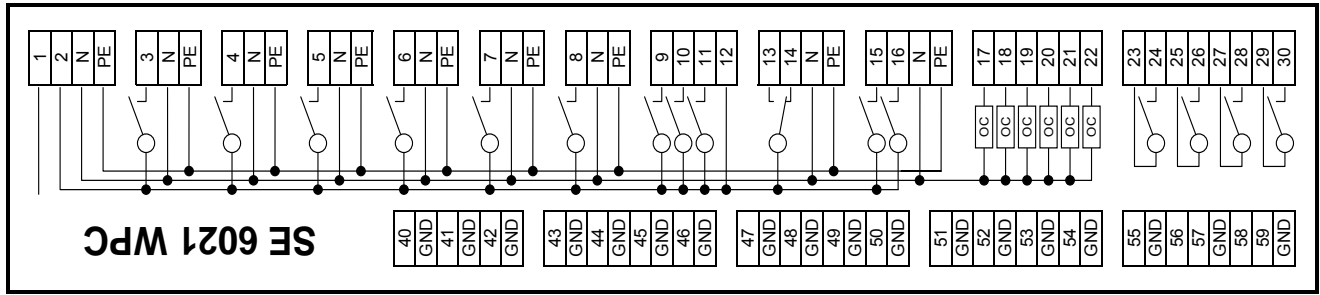 1 2 N PE 3 N PE 4 N PE 5 N PE 6 N PE 7 N PE 8 N PE 9 10 11 12 13 14 N PE 15 16 N PE 17 18 19 20 21 22 23 24 25 26 27 28 29 30
OC OC OC OC OC OC
SE 6021 WPC
40 GND 41 GND 42 GND 43 GND 44 GND 45 GND 46 GND 47 GND 48 GND 49 GND 50 GND 51 GND 52 GND 53 GND 54 GND 55 GND 56 57 GND 58 59 GND